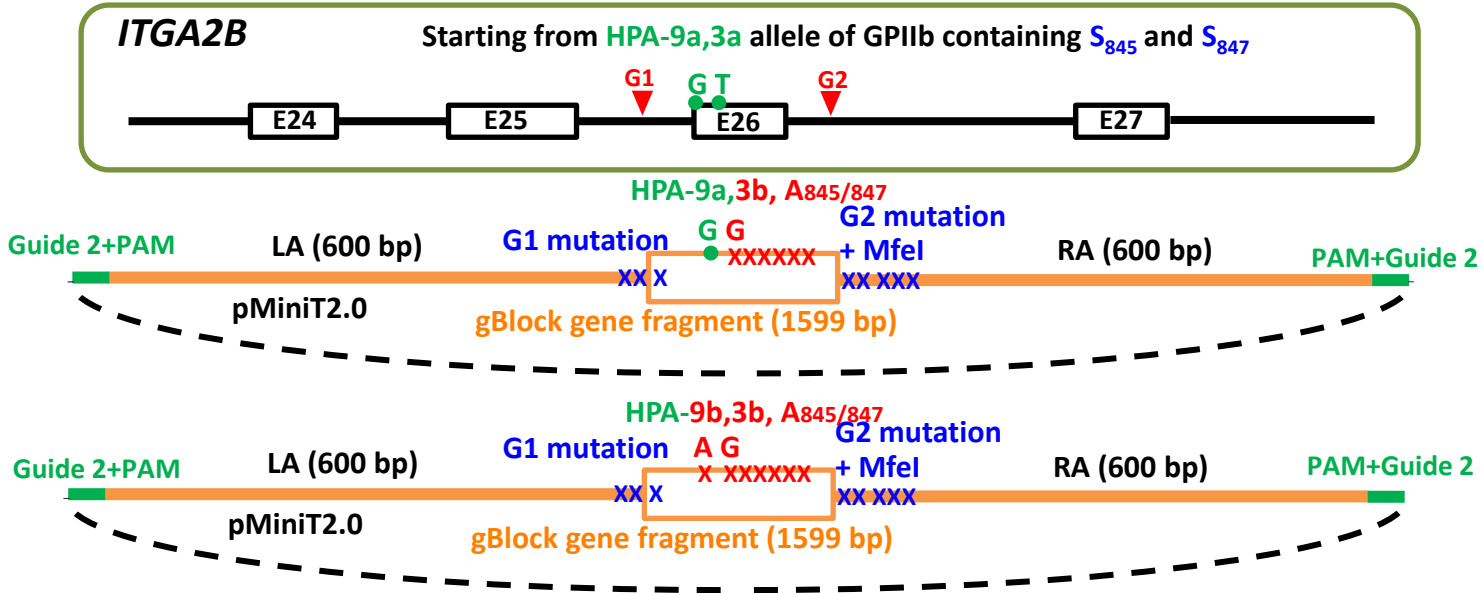 ITGA2B
Starting from HPA-9a,3a allele of GPIIb containing S845 and S847
G1
G T
G2
E24
E25
E26
E27
HPA-9a,3b, A845/847
Guide 2+PAM
LA (600 bp)
G1 mutation
G G
G2 mutation
+ MfeI
RA (600 bp)
PAM+Guide 2
XX X
XXXXXX
XX XXX
pMiniT2.0
gBlock gene fragment (1599 bp)
HPA-9b,3b, A845/847
Guide 2+PAM
LA (600 bp)
G1 mutation
A G
G2 mutation
+ MfeI
RA (600 bp)
PAM+Guide 2
XX X
X XXXXXX
XX XXX
pMiniT2.0
gBlock gene fragment (1599 bp)